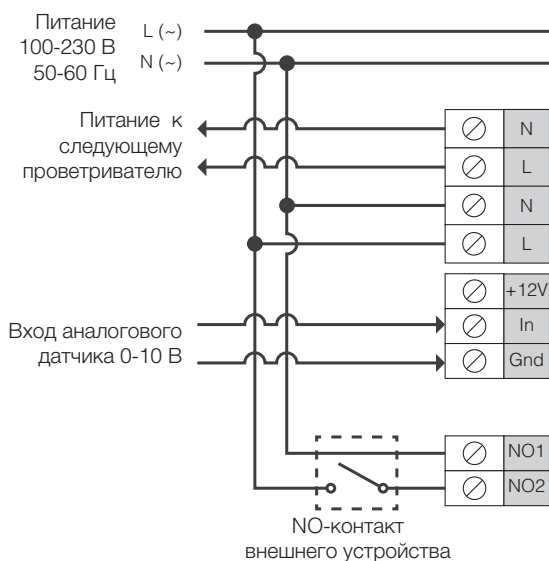 Питание
100-230 В
50-60 Гц
L (~)
N (~)
Питание к
следующему
проветривателю
N
L
N
L
+12V
In
Gnd
Вход аналогового
датчика 0-10 В
NO1
NO2
NO-контакт
внешнего устройства